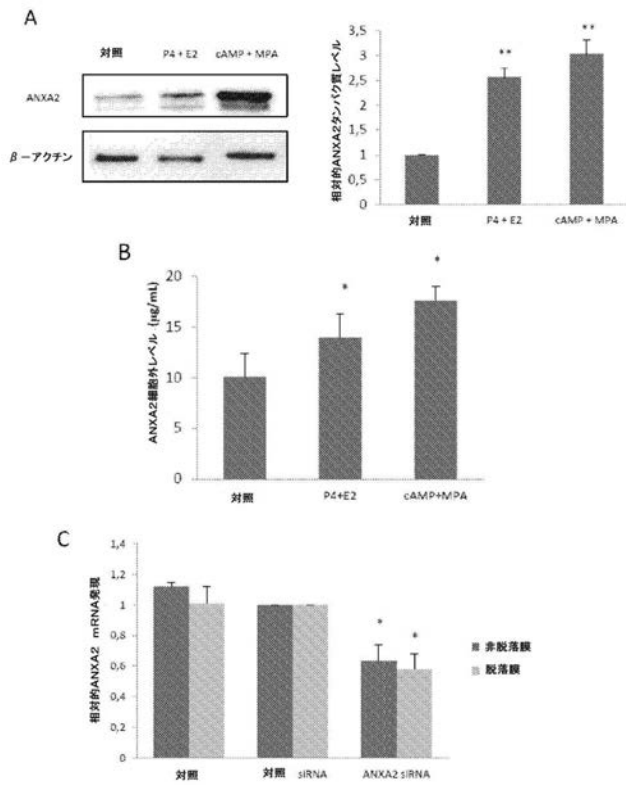 A
対照 P4 + E2 cAMP + MPA
ANXA2
β-アクチン
相対的ANXA2タンパク質レベル
3,5
3
2,5
2
1,5
1
0,5
0
** **
対照 P4 + E2 cAMP + MPA
B
ANXA2細胞外レベル (μg/mL)
20
15
10
5
0
* *
対照 P4+E2 cAMP+MPA
C
相対的ANXA2 mRNA発現
1,4
1,2
1
0,8
0,6
0,4
0,2
0
* *
対照 対照 siRNA ANXA2 siRNA
非脱落膜
脱落膜